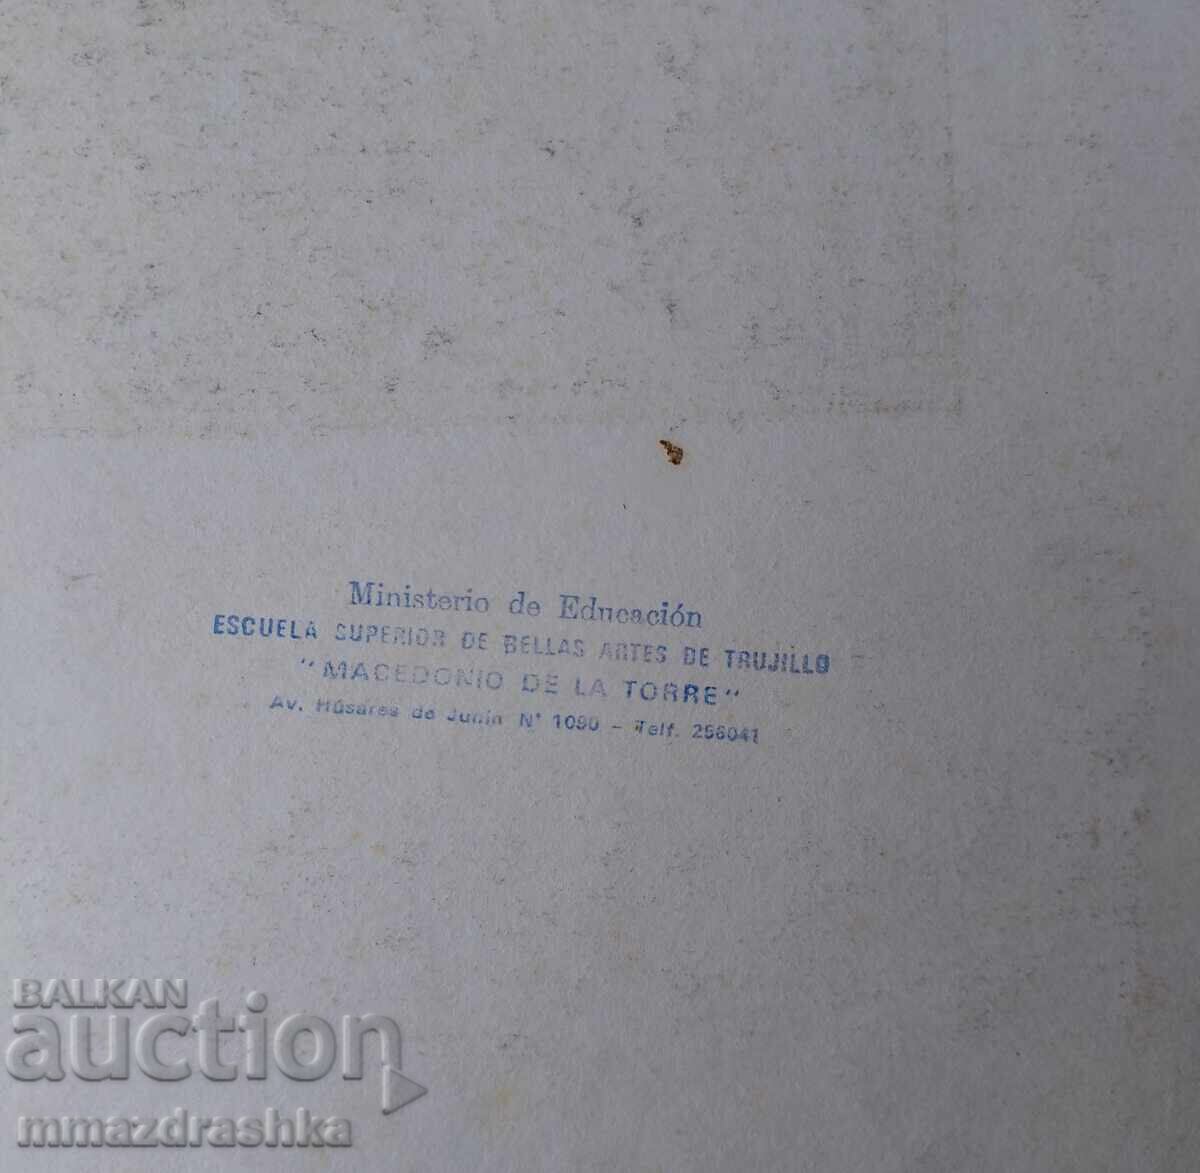 Ministerio de Educación
ESCUELA SUPERIOR DE BELLAS ARTES DE TRUJILLO
"MACEDONIO DE LA TORRE"
Av. Húsares de Junín N° 1090 - Telf. 256041
BALKAN
auction
mmazdrashka